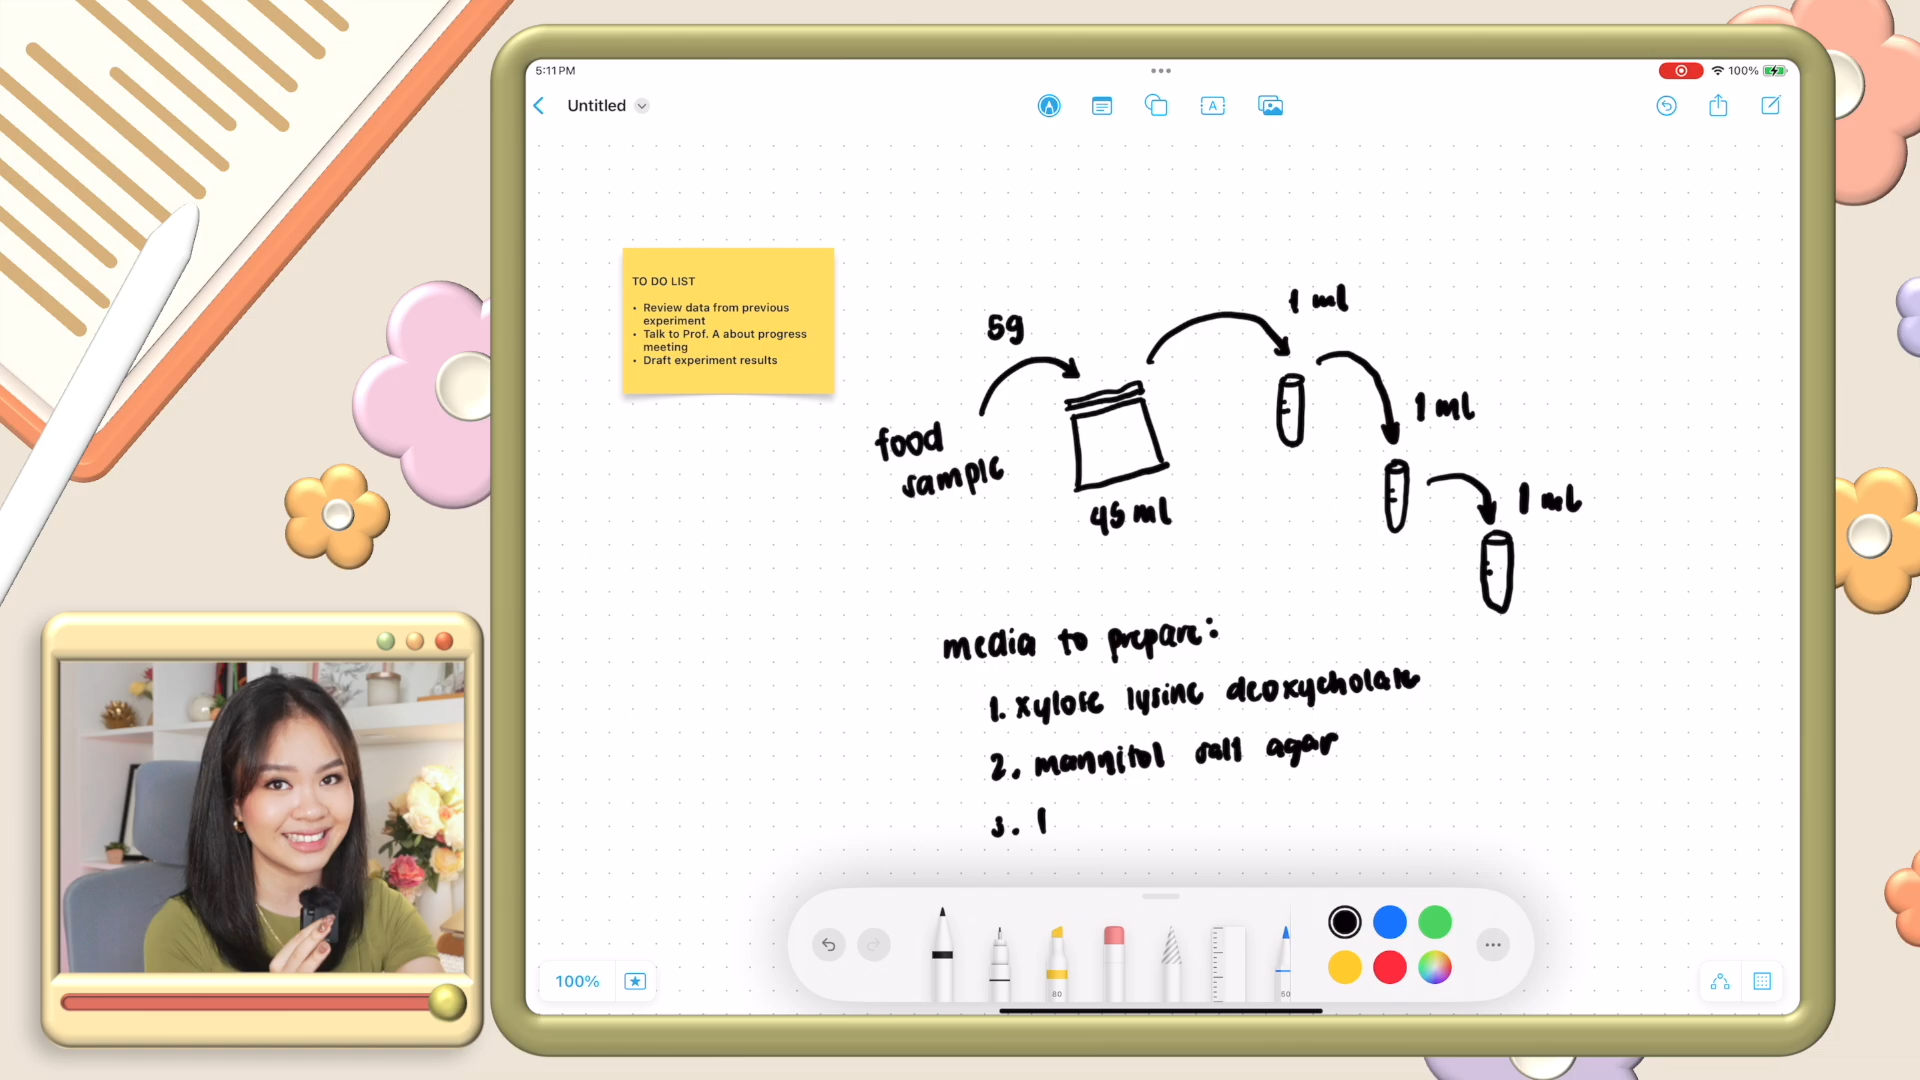 5:11 PM
100%
Untitled
A
TO DO LIST
• Review data from previous
experiment
• Talk to Prof. A about progress
meeting
• Draft experiment results
5g
food
sample
45 ml
1 ml
1 ml
1 ml
media to prepare:
1. xylose lysine deoxycholate
2. mannitol salt agar
3. l
80
50
100%